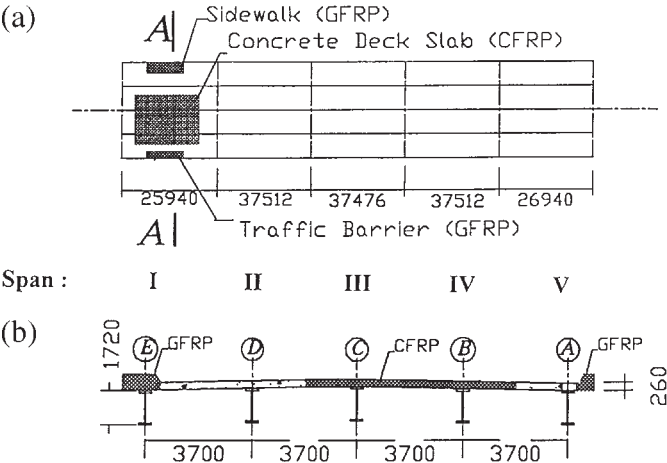 (a)
A
Sidewalk (GFRP)
Concrete Deck Slab (CFRP)
25940 37512 37476 37512 26940
A
Traffic Barrier (GFRP)
Span : I II III IV V
(b)
1720
E D C B A
GFRP CFRP GFRP
260
3700 3700 3700 3700